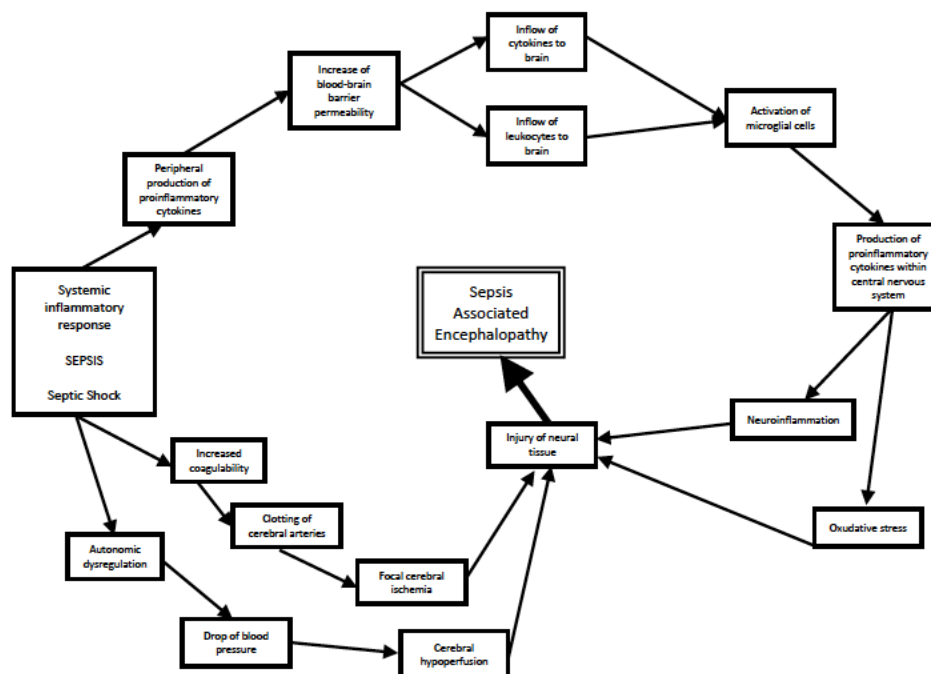 Inflow of
cytokines to
brain
Increase of
blood-brain
barrier
permeability
Inflow of
leukocytes to
brain
Activation of
microglial cells
Peripheral
production of
proinflammatory
cytokines
Production of
proinflammatory
cytokines within
central nervous
system
Systemic
inflammatory
response
SEPSIS
Septic Shock
Sepsis
Associated
Encephalopathy
Neuroinflammation
Injury of neural
tissue
Increased
coagulability
Clotting of
cerebral arteries
Oxudative stress
Autonomic
dysregulation
Focal cerebral
ischemia
Drop of blood
pressure
Cerebral
hypoperfusion